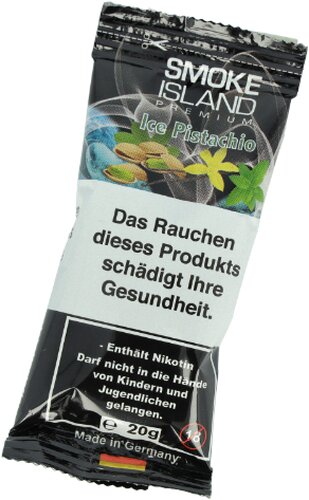 SMOKE
ISLAND
PREMIUM
Ice Pistachio
Das Rauchen
dieses Produkts
schädigt Ihre
Gesundheit.
- Enthält Nikotin
Darf nicht in die Hände
von Kindern und
Jugendlichen
gelangen.
℮ 20g 18
Made in Germany